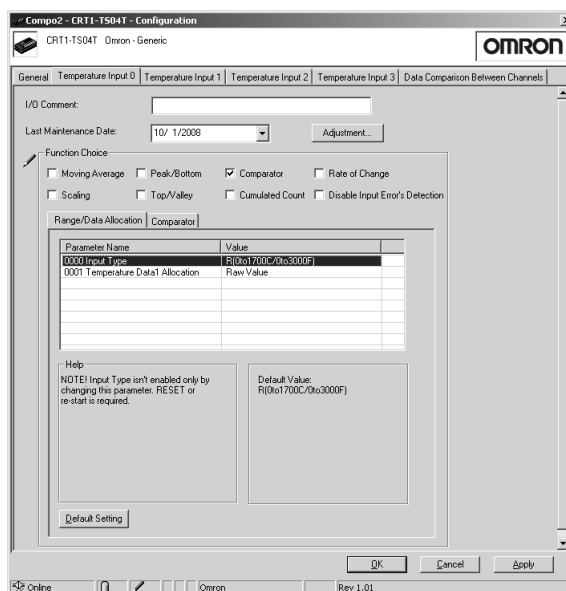 Compo2 - CRT1-TS04T - Configuration
CRT1-TS04T Omron - Generic
OMRON
General Temperature Input 0 Temperature Input 1 Temperature Input 2 Temperature Input 3 Data Comparison Between Channels
I/O Comment:
Last Maintenance Date: 10/ 1/2008 Adjustment...
Function Choice
Moving Average Peak/Bottom Comparator Rate of Change
Scaling Top/Valley Cumulated Count Disable Input Error's Detection
Range/Data Allocation Comparator
Parameter Name Value
0000 Input Type R(0to1700C/0to3000F)
0001 Temperature Data1 Allocation Raw Value
Help
NOTE! Input Type isn't enabled only by
changing this parameter. RESET or
re-start is required.
Default Value:
R(0to1700C/0to3000F)
Default Setting
OK Cancel Apply
Online Omron Rev 1.01